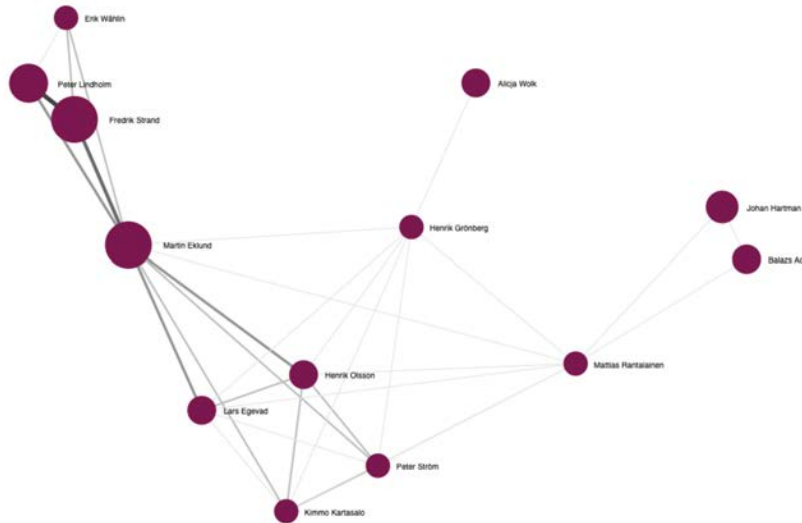 Erik Wåhlin
Peter Lindholm
Alicja Wolk
Fredrik Strand
Johan Hartman
Henrik Grönberg
Martin Eklund
Balazs Ac
Mattias Rantalainen
Henrik Olsson
Lars Egevad
Peter Ström
Kimmo Kartasalo